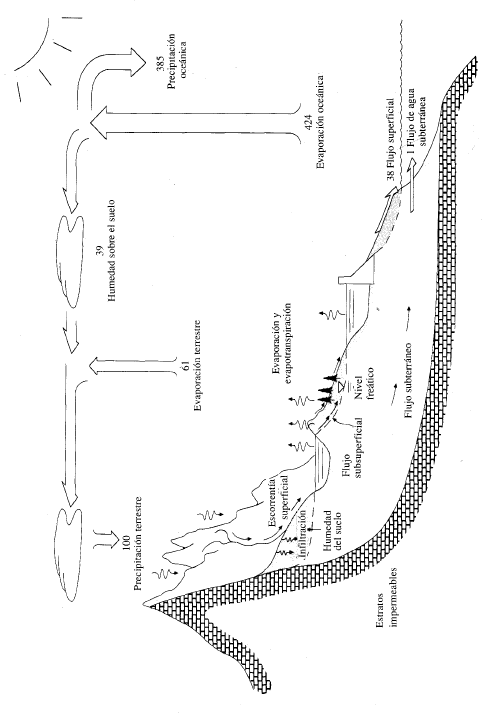 100
Precipitación terrestre
61
Evaporación terrestre
39
Humedad sobre el suelo
424
Evaporación oceánica
385
Precipitación oceánica
Escorrentía
superficial
Infiltración
Humedad
del suelo
Flujo
subsuperficial
Evaporación y
evapotranspiración
Nivel
freático
38 Flujo superficial
1 Flujo de agua
subterránea
Flujo subterráneo
Estratos
impermeables